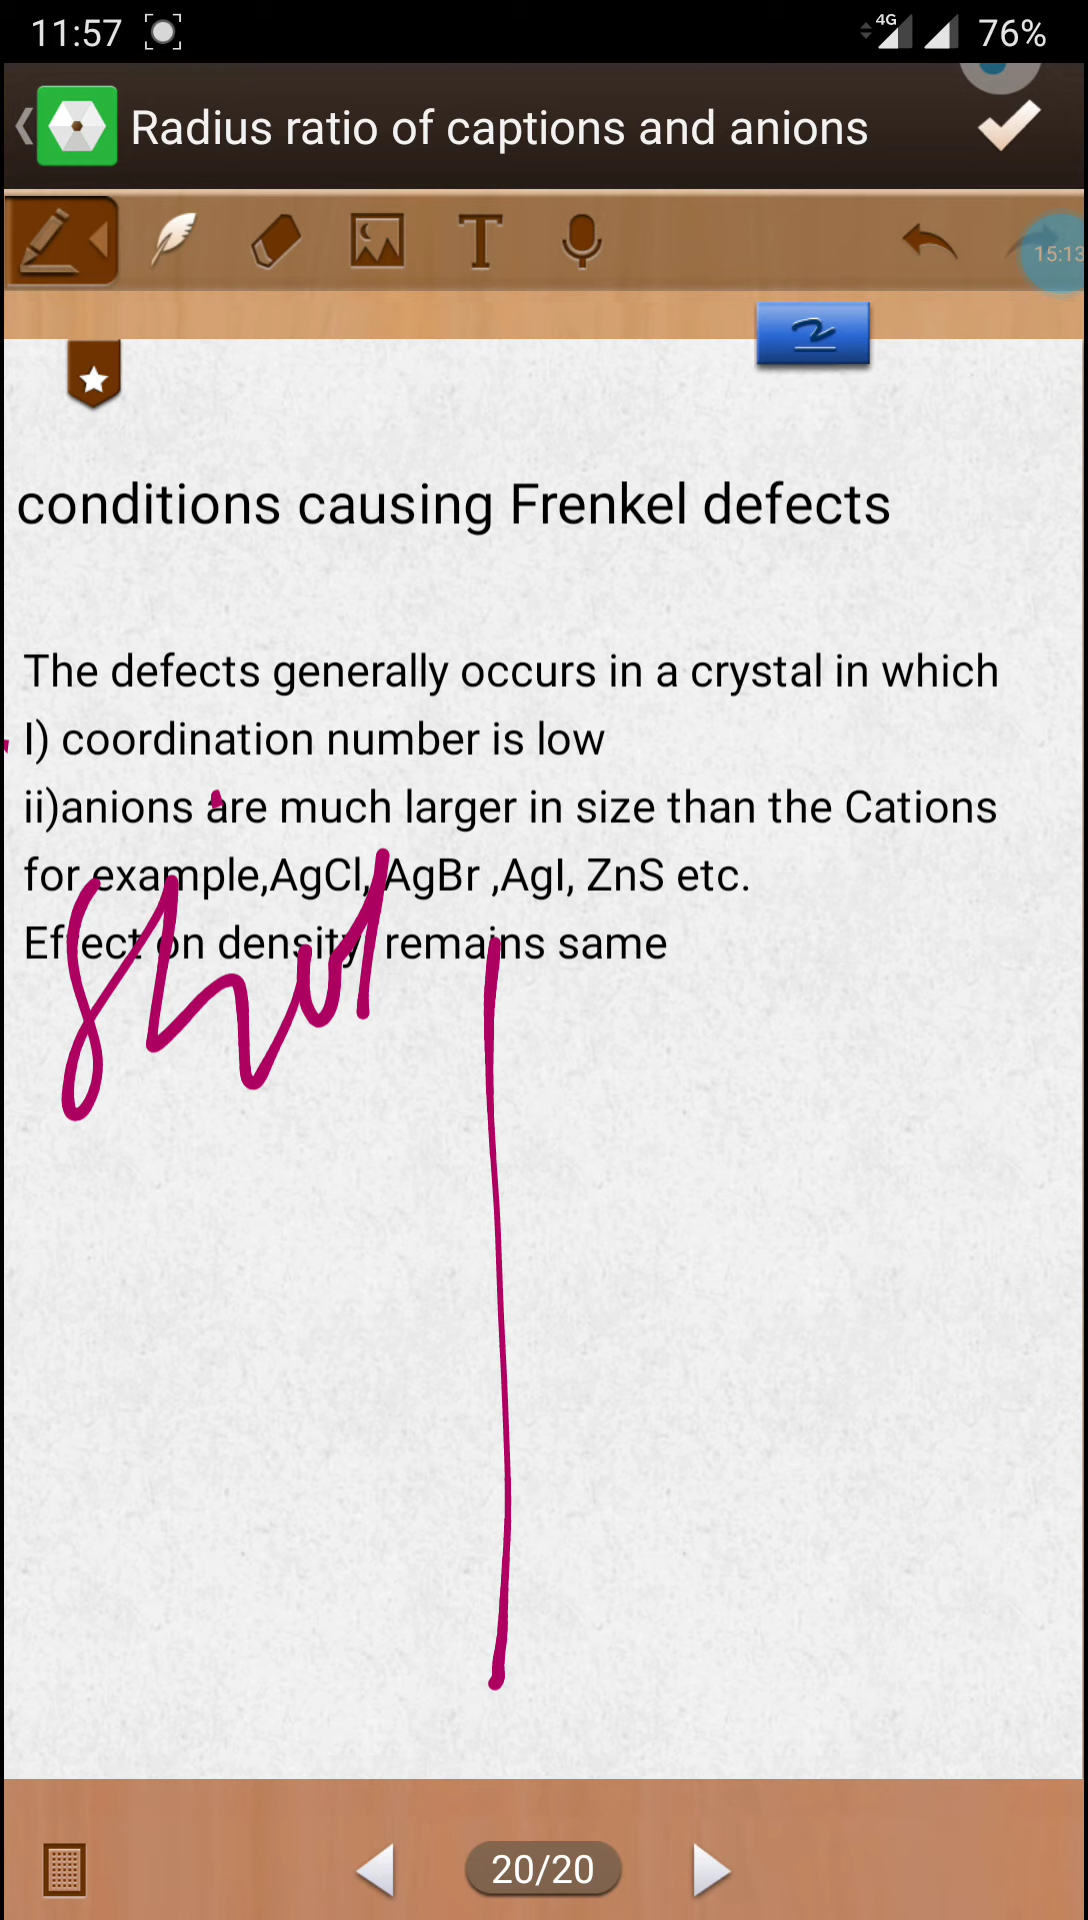 11:57 4G 76%
Radius ratio of captions and anions
15:13
conditions causing Frenkel defects
The defects generally occurs in a crystal in which
I) coordination number is low
ii)anions are much larger in size than the Cations
for example,AgCl, AgBr ,AgI, ZnS etc.
Effect on density remains same
20/20